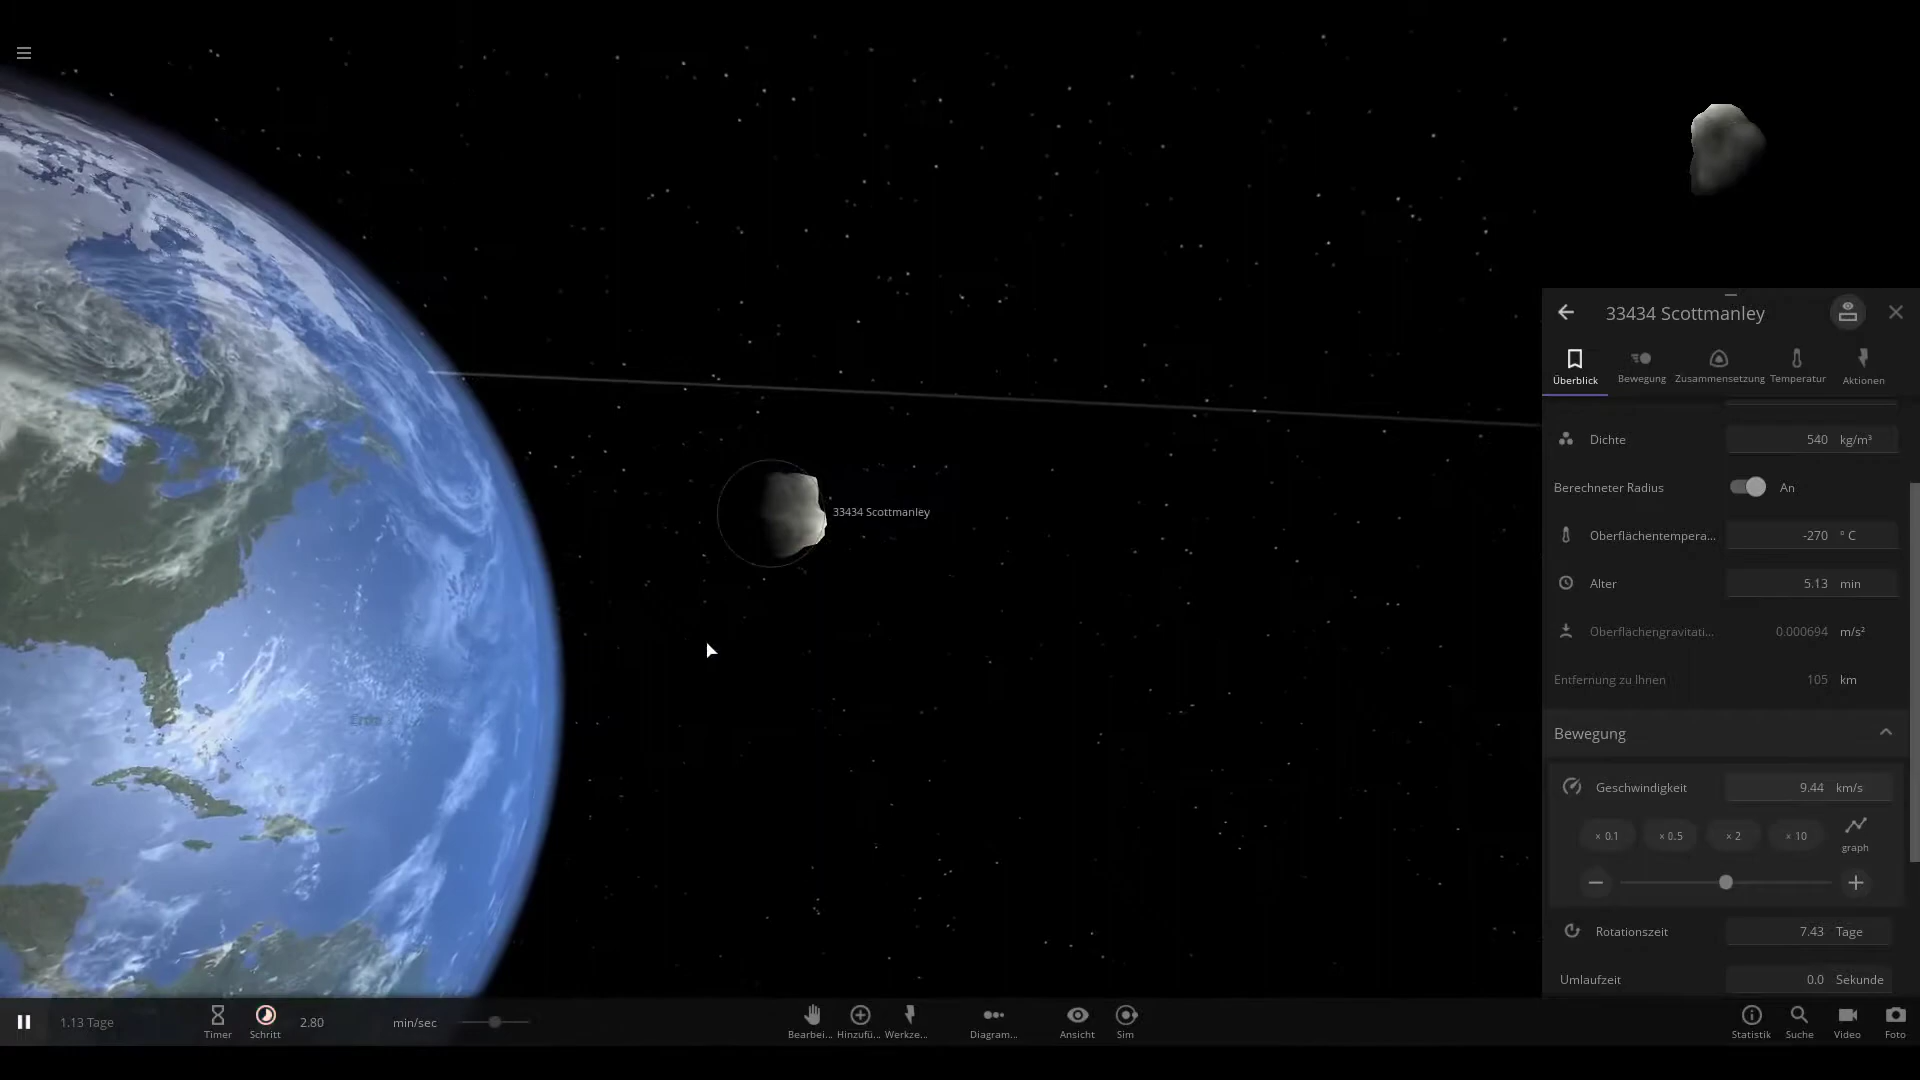 33434 Scottmanley
Überblick
Bewegung
Zusammensetzung
Temperatur
Aktionen
Dichte 540 kg/m³
Berechneter Radius An
Oberflächentempera... -270 ° C
33434 Scottmanley
Alter 5.13 min
Oberflächengravitati... 0.000694 m/s²
Entfernung zu Ihnen 105 km
Erde
Bewegung
Geschwindigkeit 9.44 km/s
× 0.1 × 0.5 × 2 × 10 graph
Rotationszeit 7.43 Tage
Umlaufzeit 0.0 Sekunde
1.13 Tage
Timer
Schritt
2.80 min/sec
Bearbei...
Hinzufü...
Werkze...
Diagram...
Ansicht
Sim
Statistik
Suche
Video
Foto